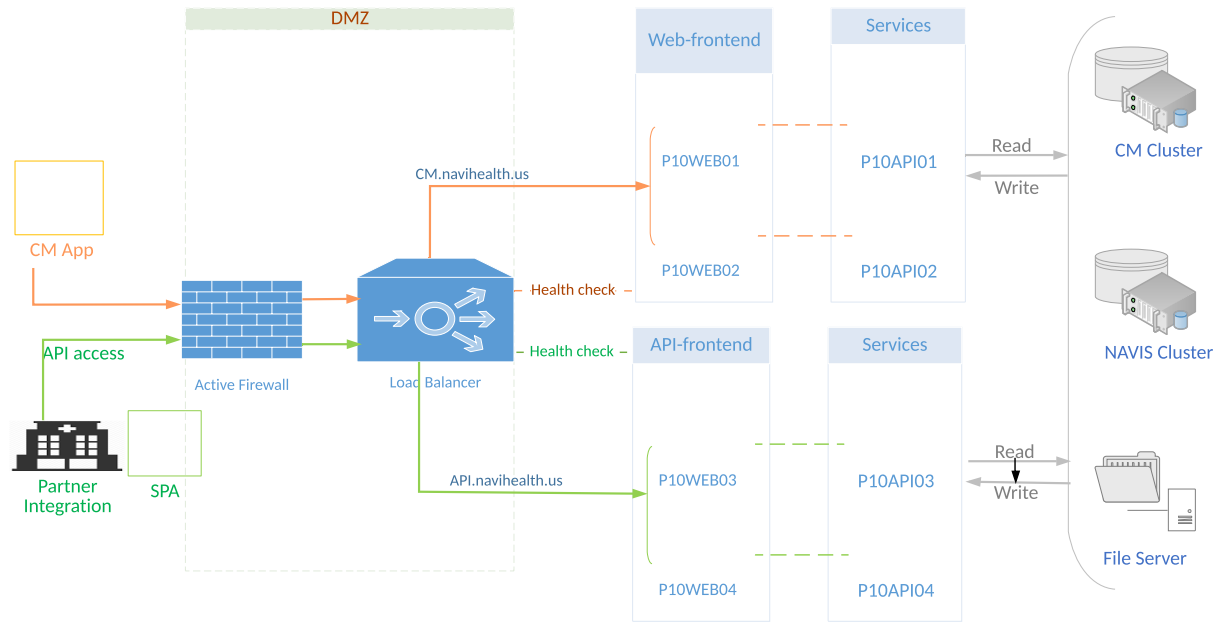 DMZ
Web-frontend
Services
CM Cluster
Read
Write
P10WEB01
P10API01
CM.navihealth.us
CM App
P10WEB02
P10API02
Health check
API access
Health check
API-frontend
Services
NAVIS Cluster
Active Firewall
Load Balancer
Read
Write
P10WEB03
P10API03
API.navihealth.us
Partner
Integration
SPA
File Server
P10WEB04
P10API04